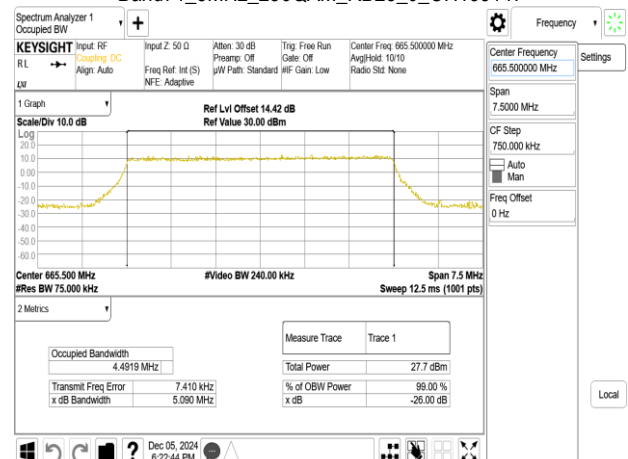 Spectrum Analyzer 1
Occupied BW
Frequency
KEYSIGHT
RL
Input: RF
Coupling: DC
Align: Auto
Input Z: 50 Ω
Freq Ref: Int (S)
NFE: Adaptive
Atten: 30 dB
Preamp: Off
µW Path: Standard
Trig: Free Run
Gate: Off
#IF Gain: Low
Center Freq: 665.500000 MHz
Avg|Hold: 10/10
Radio Std: None
Center Frequency
665.500000 MHz
Settings
Span
7.5000 MHz
CF Step
750.000 kHz
Auto
Man
Freq Offset
0 Hz
Local
1 Graph
Scale/Div 10.0 dB
Ref Lvl Offset 14.42 dB
Ref Value 30.00 dBm
Log
20.0
10.0
0.00
-10.0
-20.0
-30.0
-40.0
-50.0
-60.0
Center 665.500 MHz
#Video BW 240.00 kHz
Span 7.5 MHz
#Res BW 75.000 kHz
Sweep 12.5 ms (1001 pts)
2 Metrics
Measure Trace Trace 1
Occupied Bandwidth
4.4919 MHz
Total Power 27.7 dBm
Transmit Freq Error 7.410 kHz
% of OBW Power 99.00 %
x dB Bandwidth 5.090 MHz
x dB -26.00 dB
Dec 05, 2024
6:22:44 PM